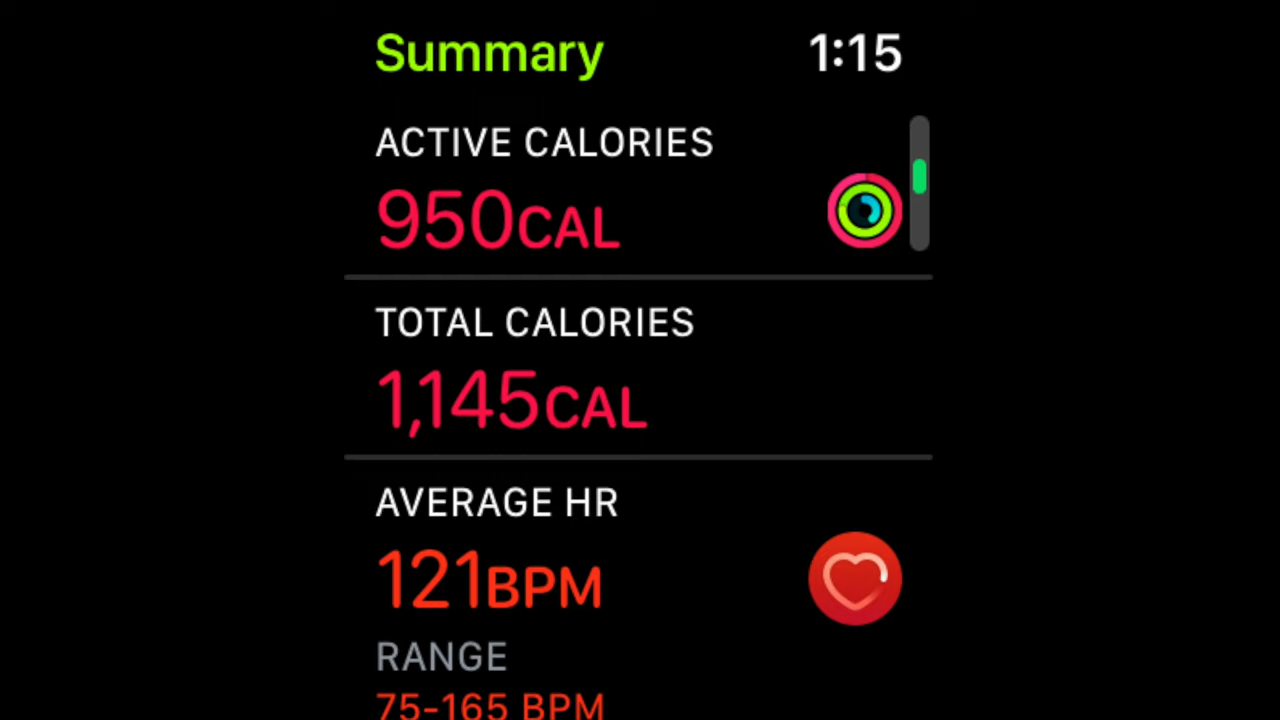 Summary 1:15
ACTIVE CALORIES
950CAL
TOTAL CALORIES
1,145CAL
AVERAGE HR
121BPM
RANGE
75-165 BPM